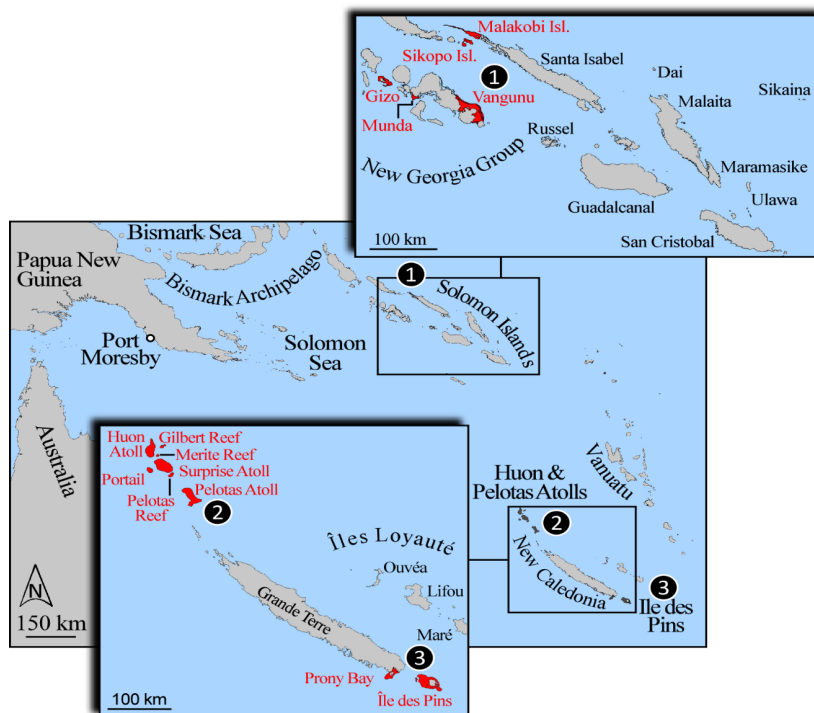 Malakobi Isl.
Sikopo Isl.
Santa Isabel
1
Dai
Sikaina
Malaita
Gizo
Vangunu
Munda
Russel
New Georgia Group
Maramasike
Ulawa
Guadalcanal
San Cristobal
100 km
Bismark Sea
Papua New
Guinea
Bismark Archipelago
1
Solomon Islands
Port
Moresby
Solomon
Sea
Australia
Vanuatu
Huon &
Pelotas Atolls
2
New Caledonia
3
Ile des
Pins
N
150 km
Huon
Atoll
Gilbert Reef
Merite Reef
Surprise Atoll
Portail
Pelotas
Reef
Pelotas Atoll
2
Îles Loyauté
Ouvéa
Lifou
Grande Terre
Maré
3
Prony Bay
Île des Pins
100 km